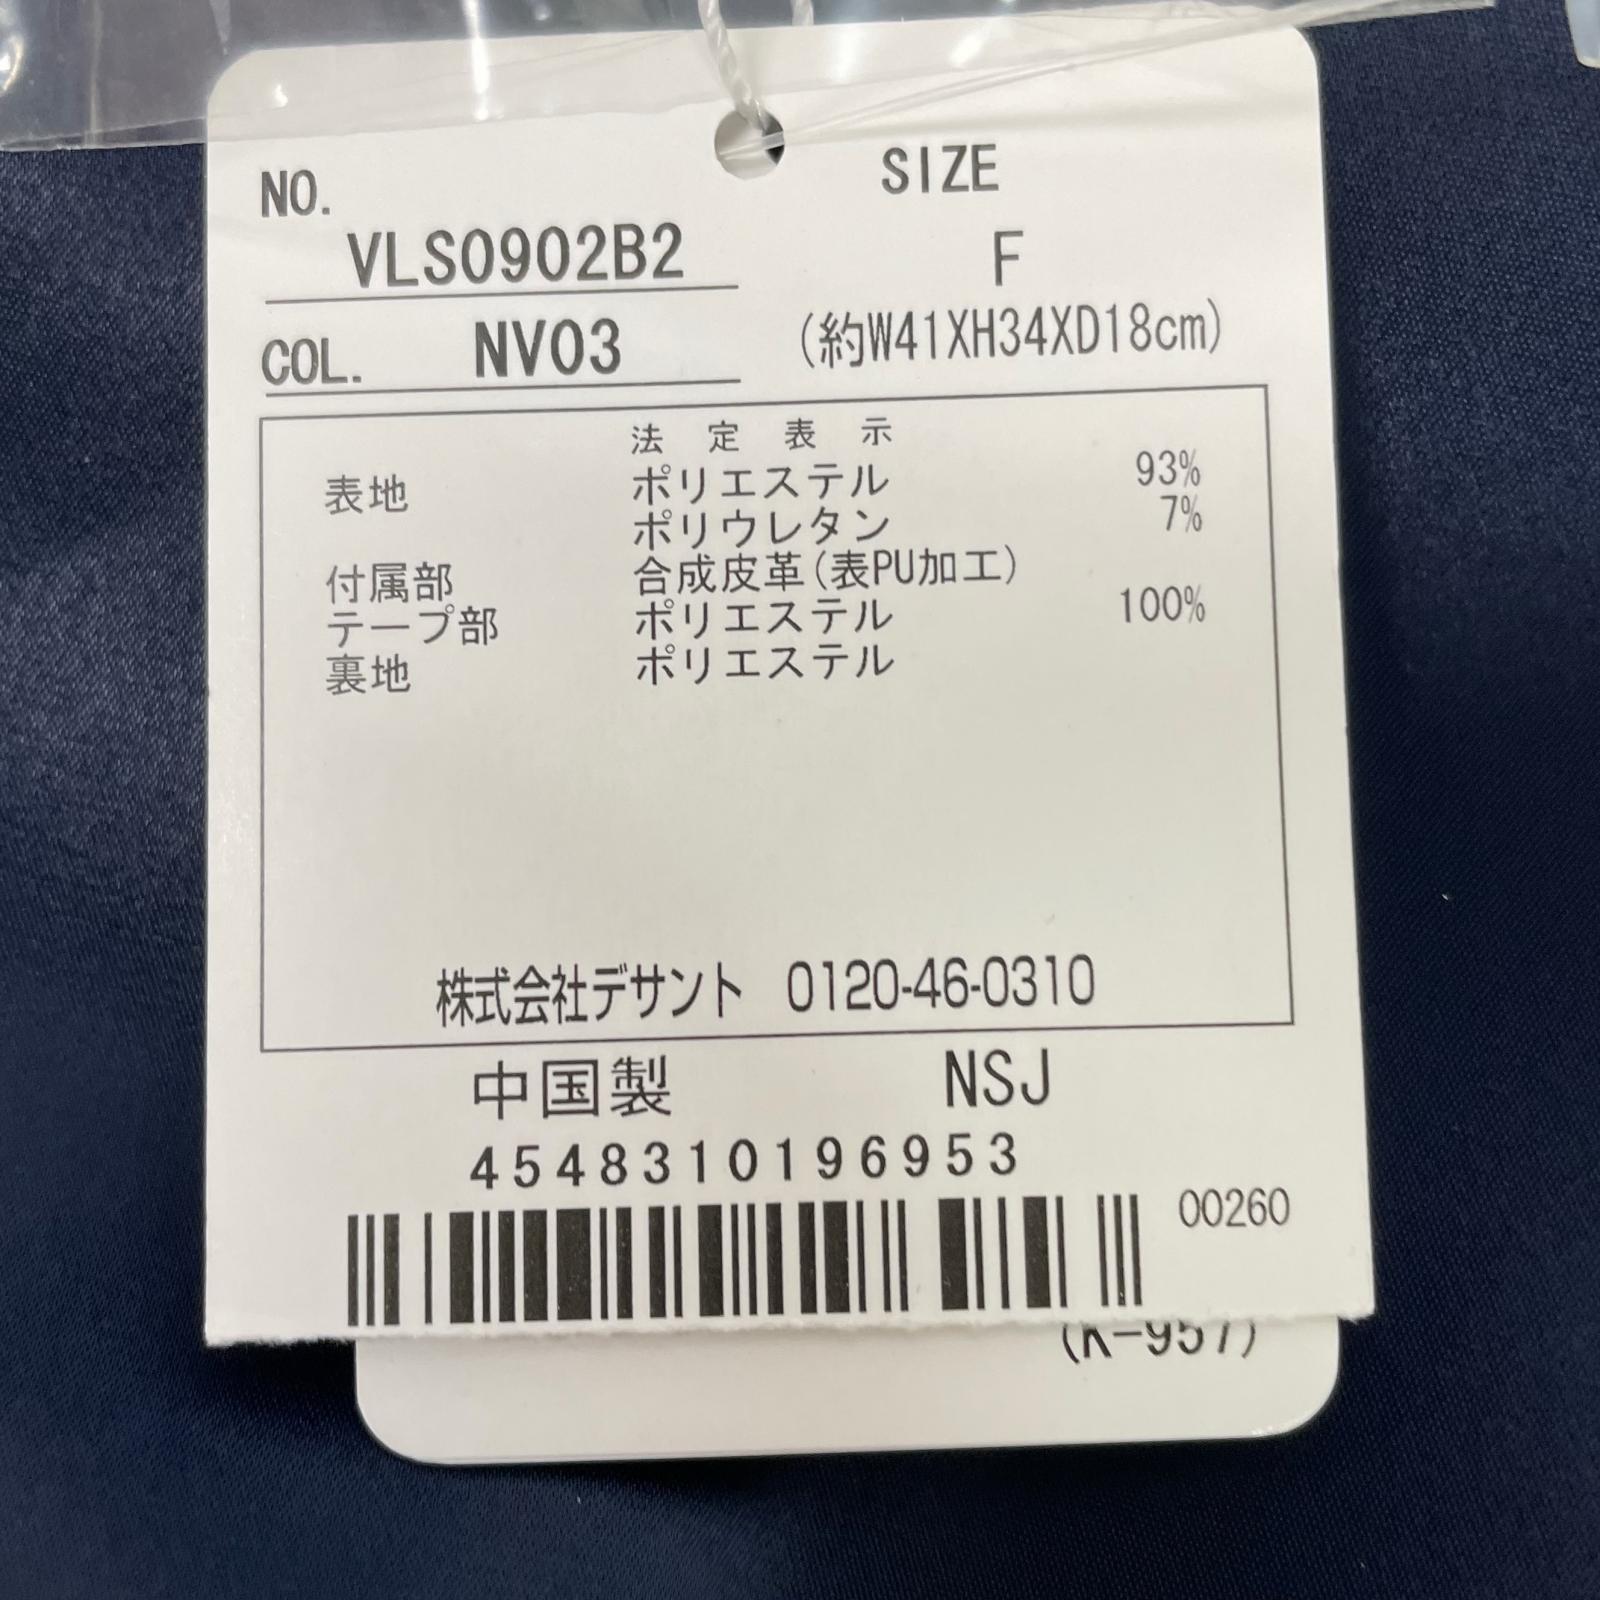 NO.
VLS0902B2
SIZE
F
COL. NV03
(約W41XH34XD18cm)
法定表示
表地 ポリエステル 93%
ポリウレタン 7%
付属部 合成皮革(表PU加工)
テープ部 ポリエステル 100%
裏地 ポリエステル
株式会社デサント 0120-46-0310
中国製 NSJ
4548310196953
00260
(K-957)